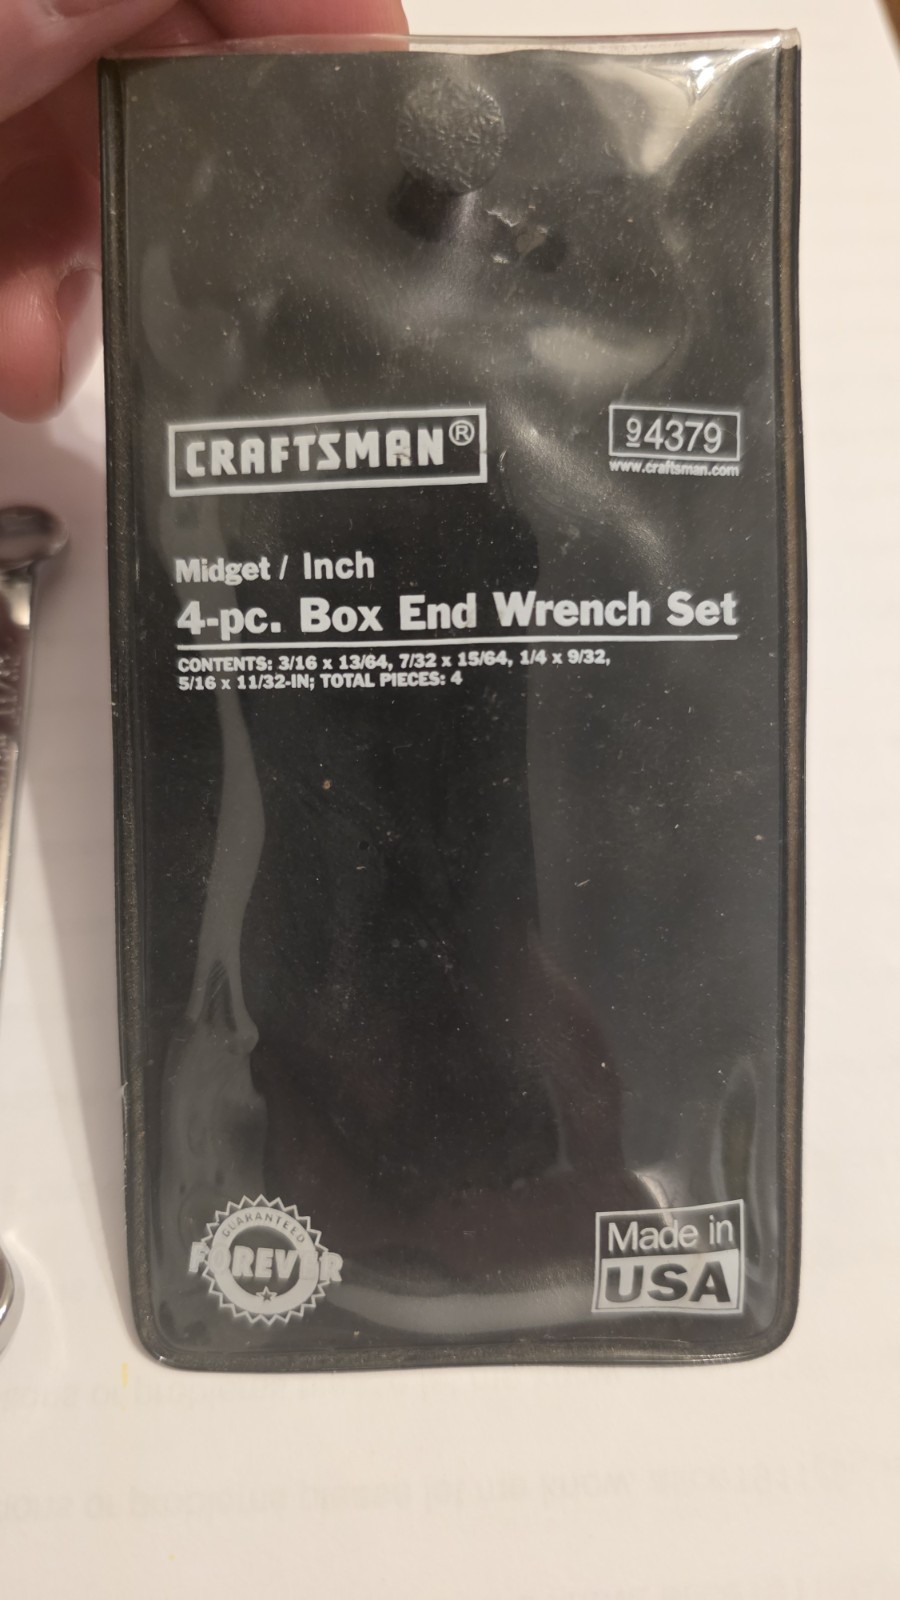 CRAFTSMAN®
94379
www.craftsman.com
Midget / Inch
4-pc. Box End Wrench Set
CONTENTS: 3/16 x 13/64, 7/32 x 15/64, 1/4 x 9/32,
5/16 x 11/32-IN; TOTAL PIECES: 4
GUARANTEED
FOREVER
Made in
USA